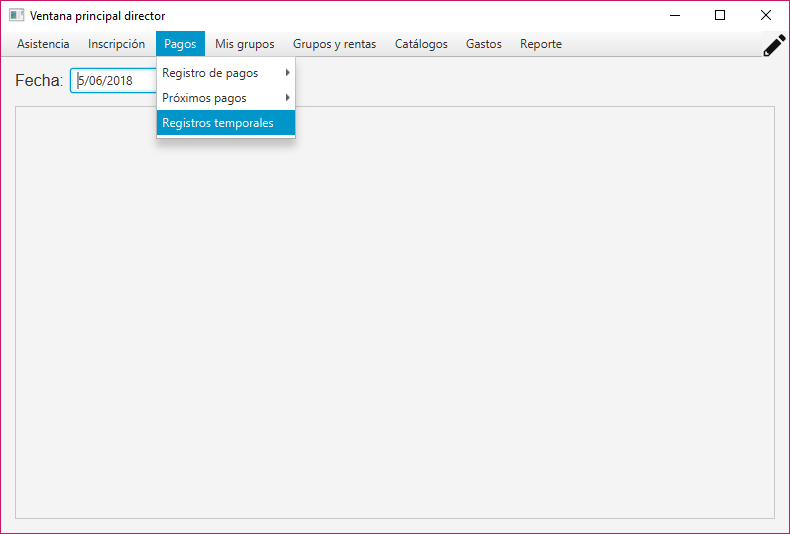 Ventana principal director
Asistencia Inscripción Pagos Mis grupos Grupos y rentas Catálogos Gastos Reporte
Fecha: 5/06/2018
Registro de pagos
Próximos pagos
Registros temporales